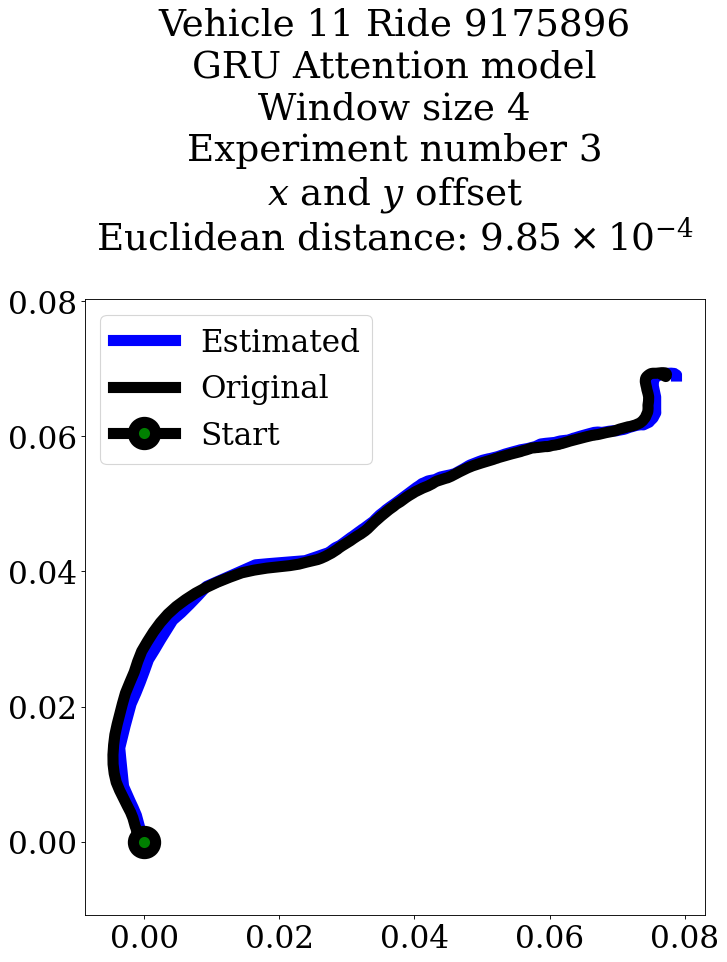 Vehicle 11 Ride 9175896
GRU Attention model
Window size 4
Experiment number 3
x and y offset
Euclidean distance: 9.85 × 10⁻⁴
0.08
0.06
0.04
0.02
0.00
Estimated
Original
Start
0.00 0.02 0.04 0.06 0.08